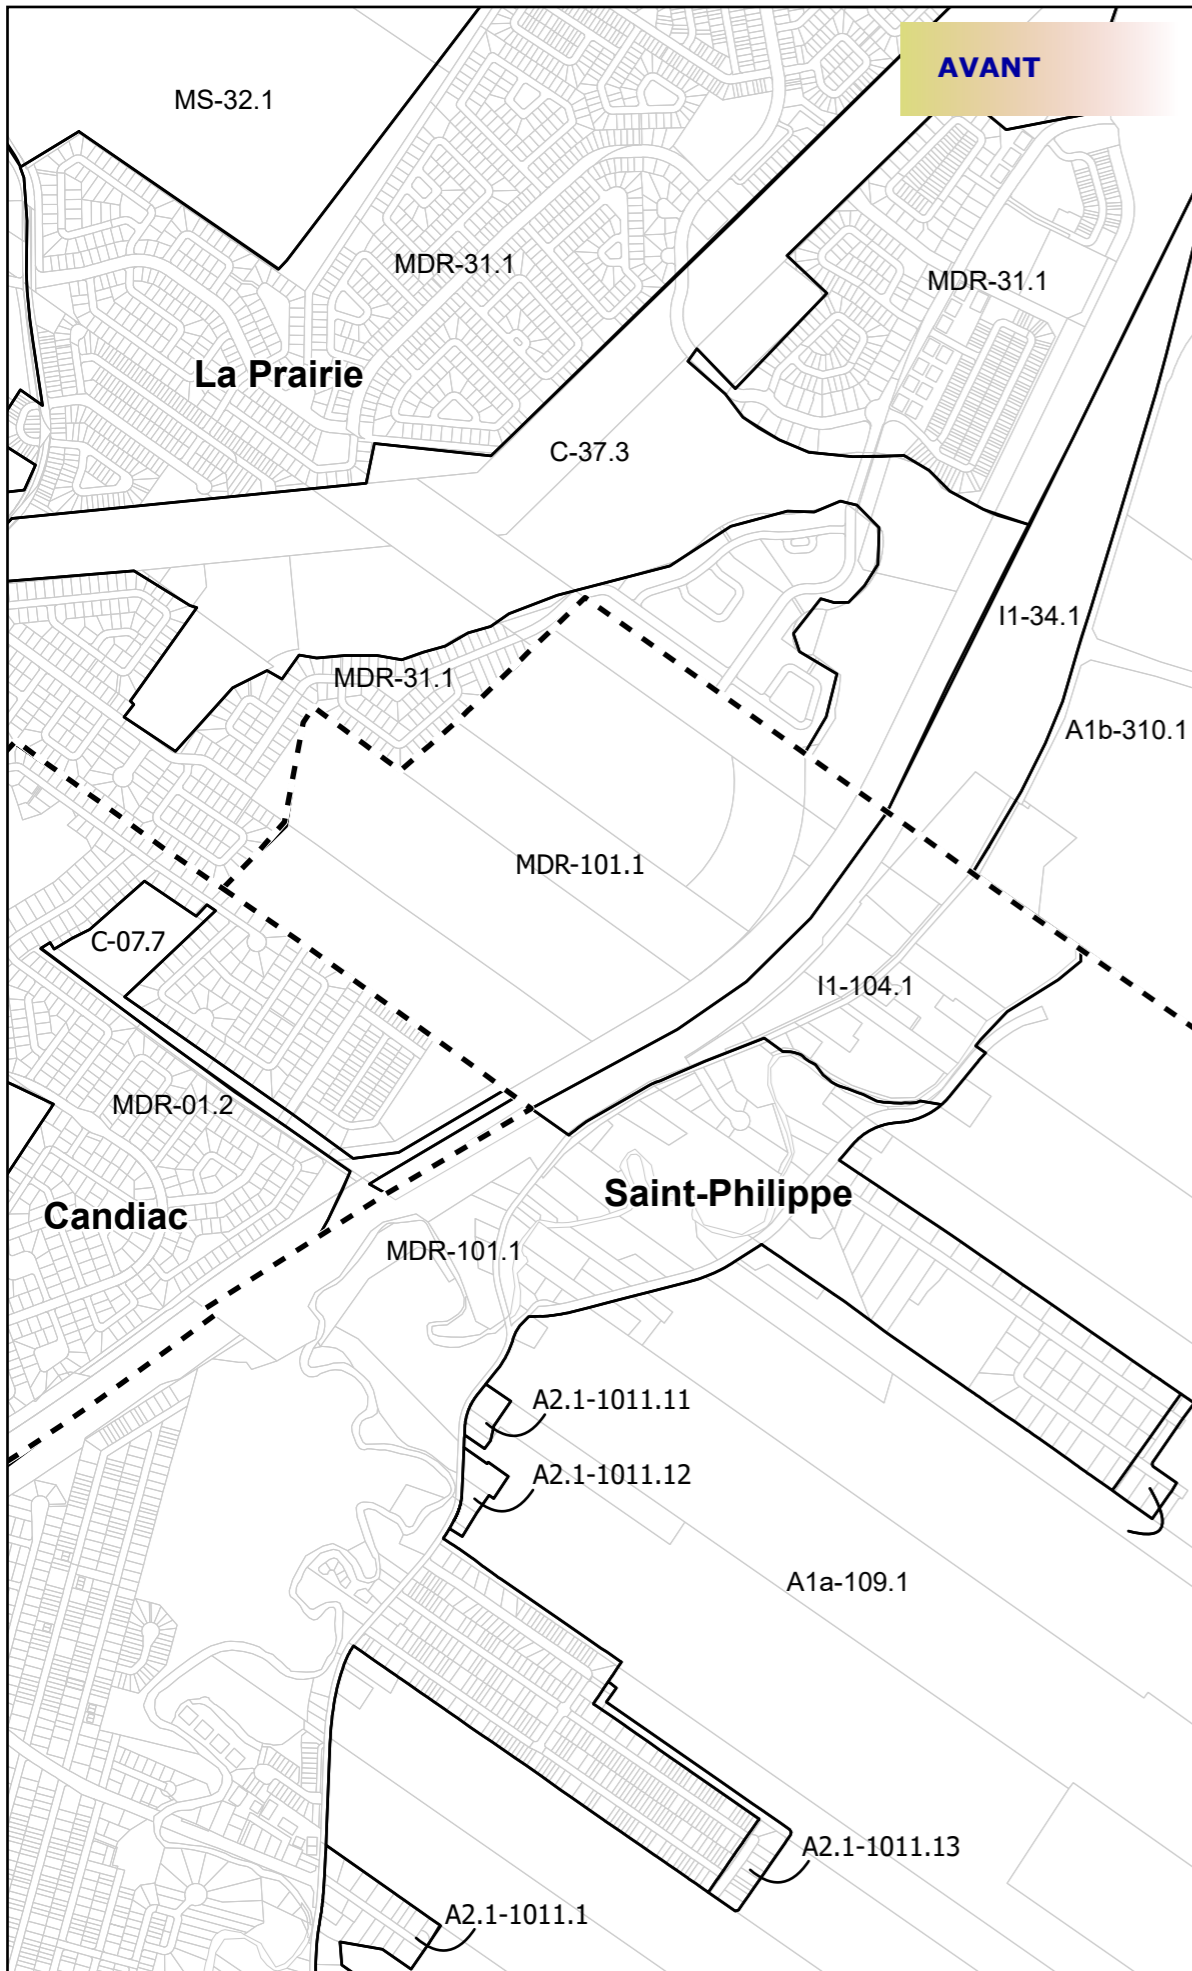 AVANT
MS-32.1
MDR-31.1
MDR-31.1
La Prairie
C-37.3
I1-34.1
MDR-31.1
A1b-310.1
MDR-101.1
C-07.7
I1-104.1
MDR-01.2
Candiac
Saint-Philippe
MDR-101.1
A2.1-1011.11
A2.1-1011.12
A1a-109.1
A2.1-1011.13
A2.1-1011.1